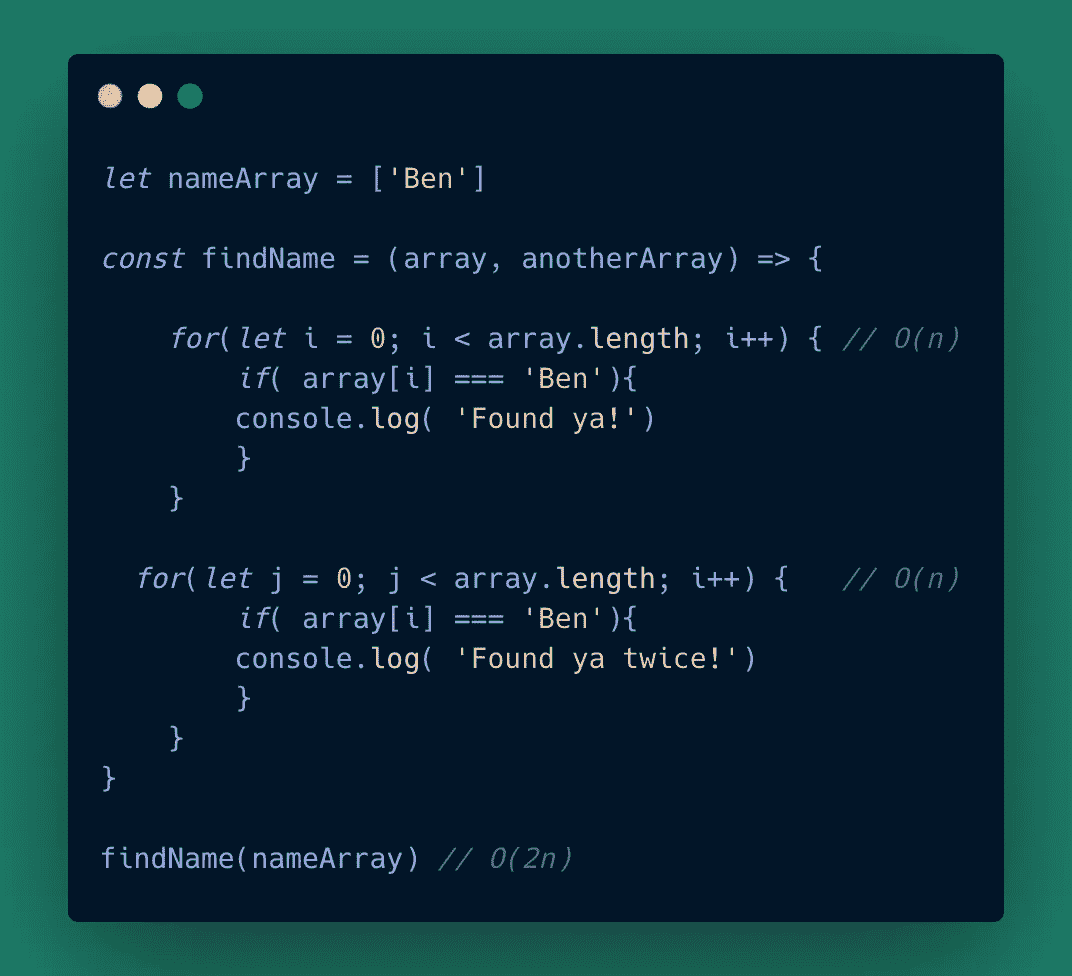 let nameArray = ['Ben']
const findName = (array, anotherArray) => {
for(let i = 0; i < array.length; i++) { // O(n)
if( array[i] === 'Ben'){
console.log( 'Found ya!')
}
}
for(let j = 0; j < array.length; i++) {   // O(n)
if( array[i] === 'Ben'){
console.log( 'Found ya twice!')
}
}
}
findName(nameArray) // O(2n)